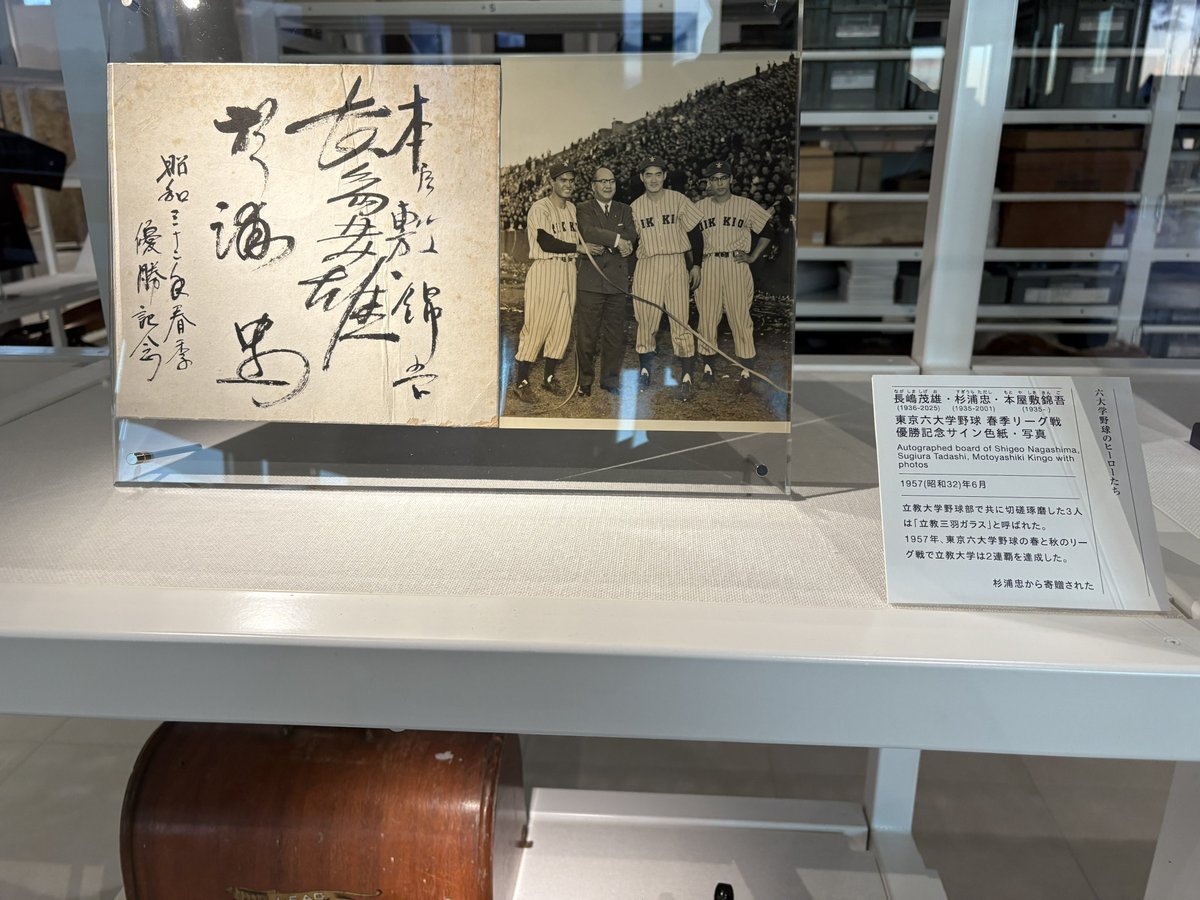 本屋敷錦吾
長嶋茂雄
杉浦忠
昭和三十二年春季
優勝記念
IK KIO
IK KIO
ながしましげお
すぎうらただし
もとやしききんご
長嶋茂雄・杉浦忠・本屋敷錦吾
(1936-2025) (1935-2001) (1935- )
東京六大学野球 春季リーグ戦
優勝記念サイン色紙・写真
Autographed board of Shigeo Nagashima,
Sugiura Tadashi, Motoyashiki Kingo with
photos
1957(昭和32)年6月
立教大学野球部で共に切磋琢磨した3人
は「立教三羽ガラス」と呼ばれた。
1957年、東京六大学野球の春と秋のリー
グ戦で立教大学は2連覇を達成した。
杉浦忠から寄贈された
六大学野球のヒーローたち